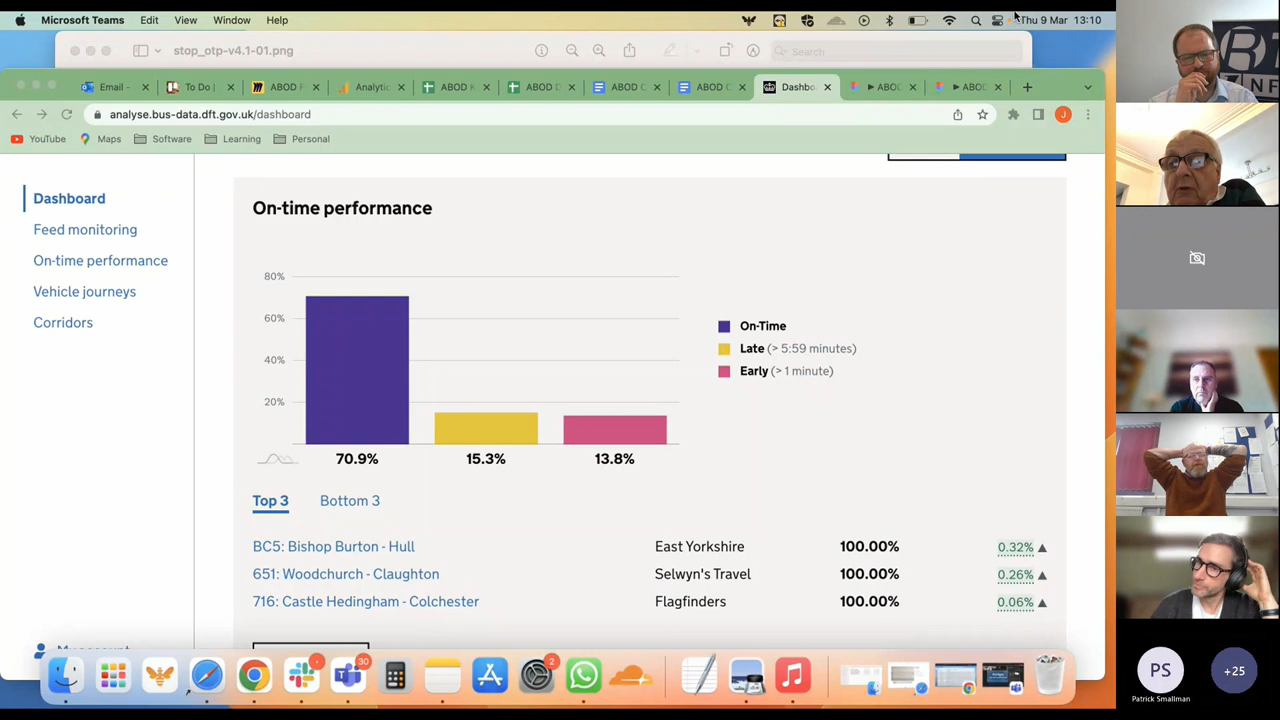 Microsoft Teams Edit View Window Help Thu 9 Mar 13:10
stop_otp-v4.1-01.png Search
Email - To Do | ABOD F Analytic ABOD K ABOD D ABOD C ABOD C Dashbo ABOD ABOD
analyse.bus-data.dft.gov.uk/dashboard J
YouTube Maps Software Learning Personal
Dashboard
Feed monitoring
On-time performance
Vehicle journeys
Corridors
On-time performance
80%
60%
40%
20%
70.9% 15.3% 13.8%
On-Time
Late (> 5:59 minutes)
Early (> 1 minute)
Top 3 Bottom 3
BC5: Bishop Burton - Hull East Yorkshire 100.00% 0.32%
651: Woodchurch - Claughton Selwyn's Travel 100.00% 0.26%
716: Castle Hedingham - Colchester Flagfinders 100.00% 0.06%
30 2
PS
Patrick Smallman
+25